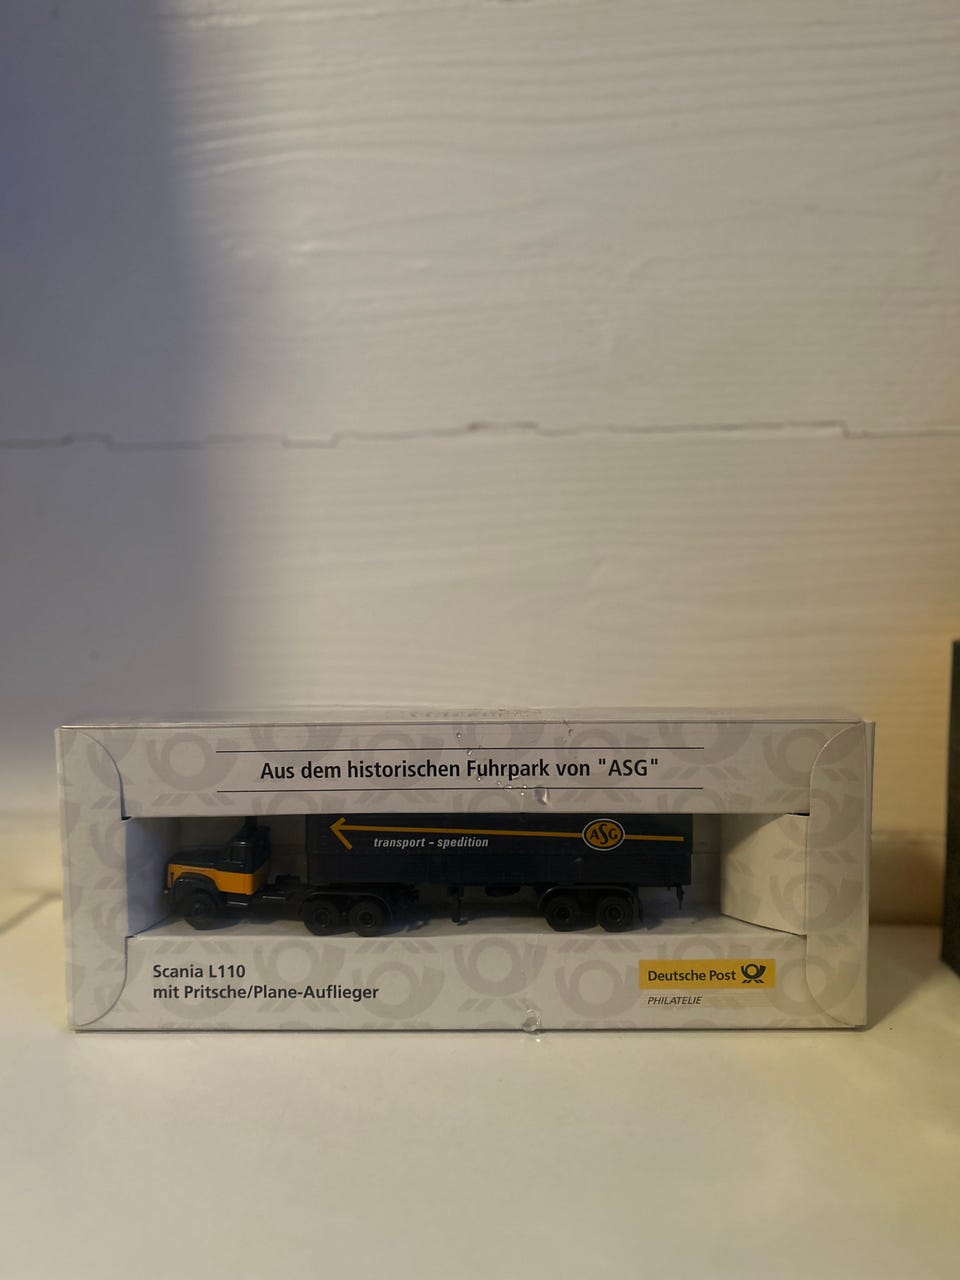 Aus dem historischen Fuhrpark von "ASG"
transport - spedition
ASG
Scania L110
mit Pritsche/Plane-Auflieger
Deutsche Post
PHILATELIE